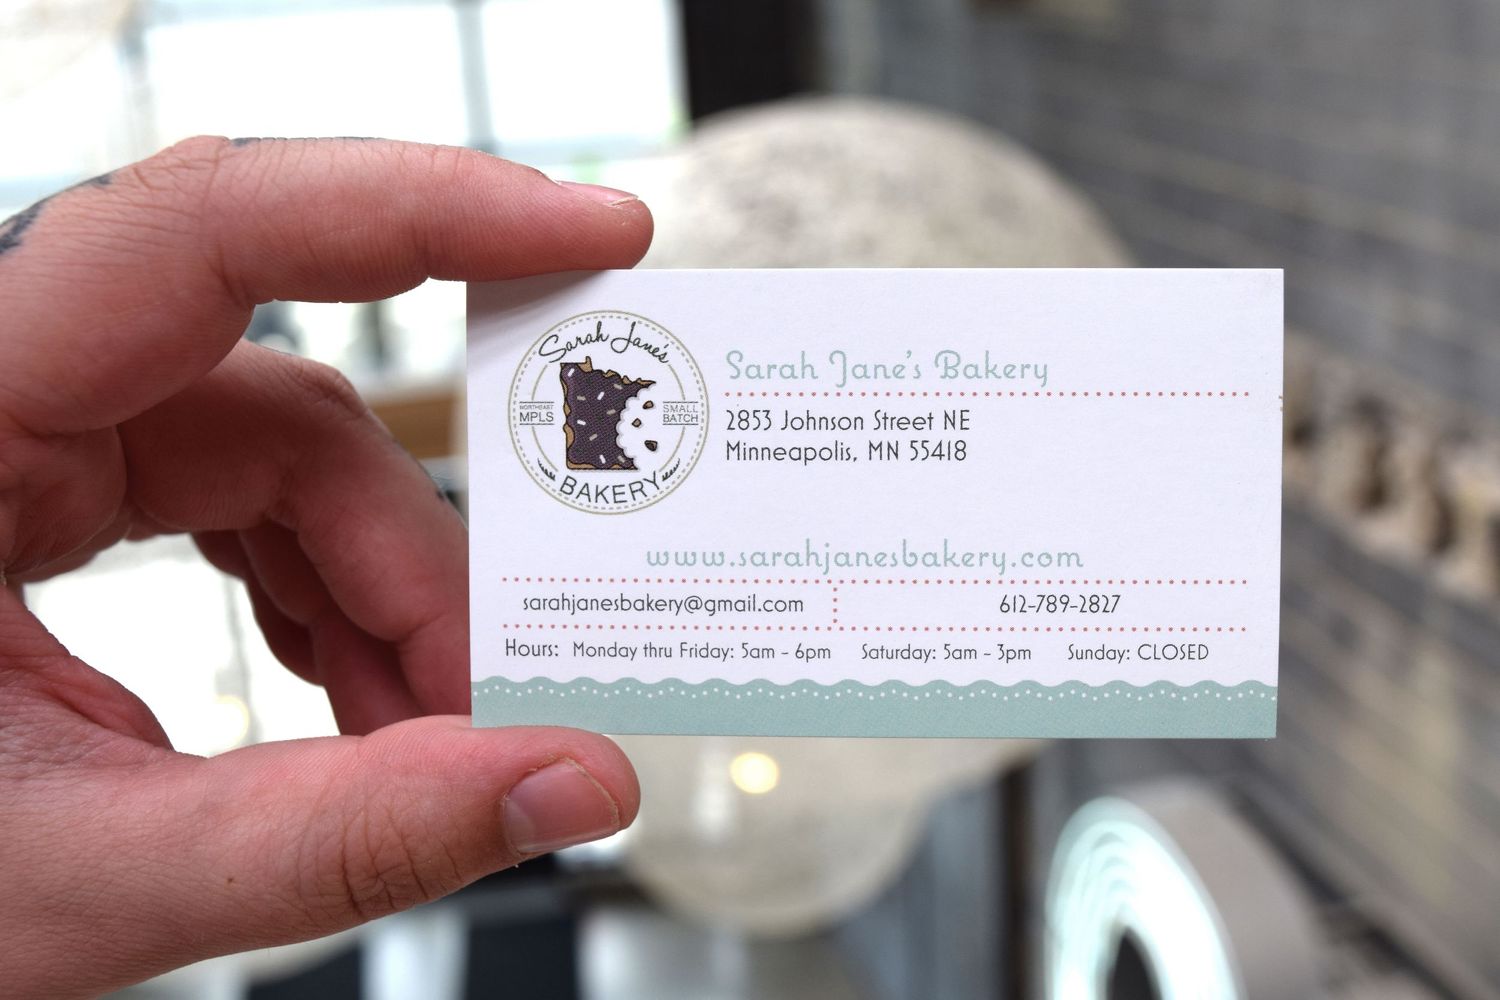 Sarah Jane's
NORTHEAST
MPLS
SMALL
BATCH
BAKERY
Sarah Jane's Bakery
2853 Johnson Street NE
Minneapolis, MN 55418
www.sarahjanesbakery.com
sarahjanesbakery@gmail.com
612-789-2827
Hours: Monday thru Friday: 5am - 6pm Saturday: 5am - 3pm Sunday: CLOSED